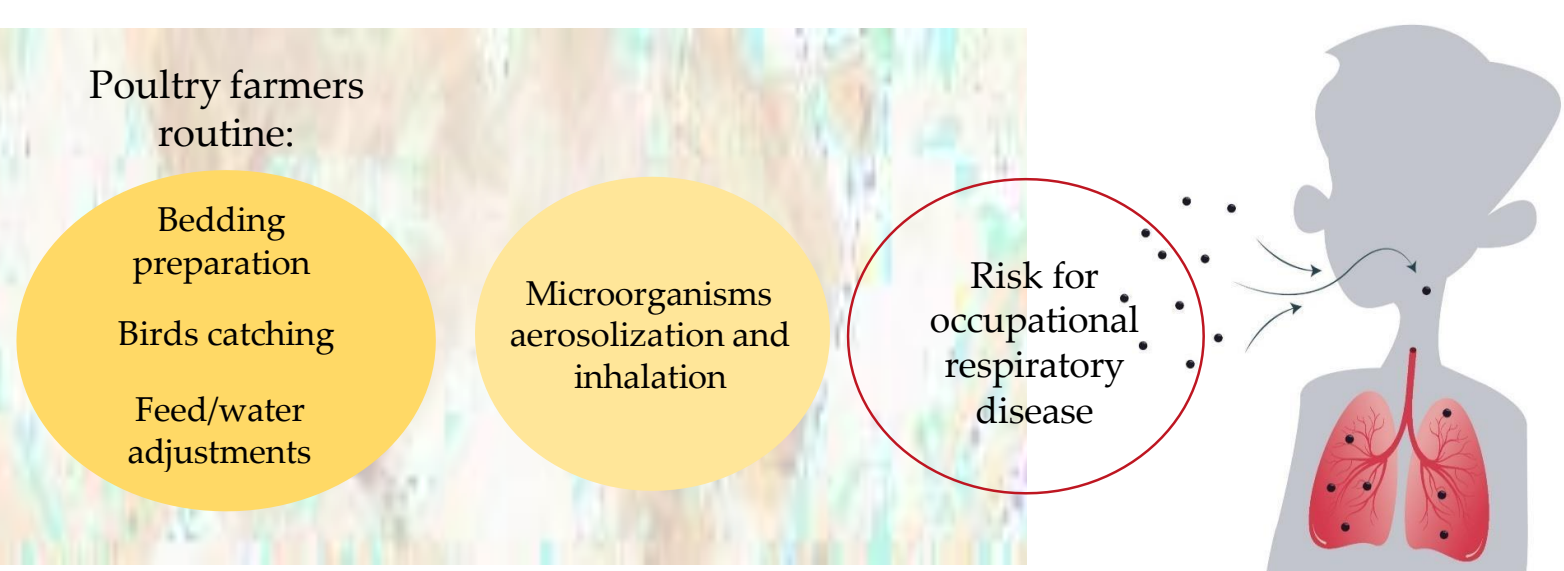 Poultry farmers
routine:
Bedding
preparation
Birds catching
Feed/water
adjustments
Microorganisms
aerosolization and
inhalation
Risk for
occupational
respiratory
disease